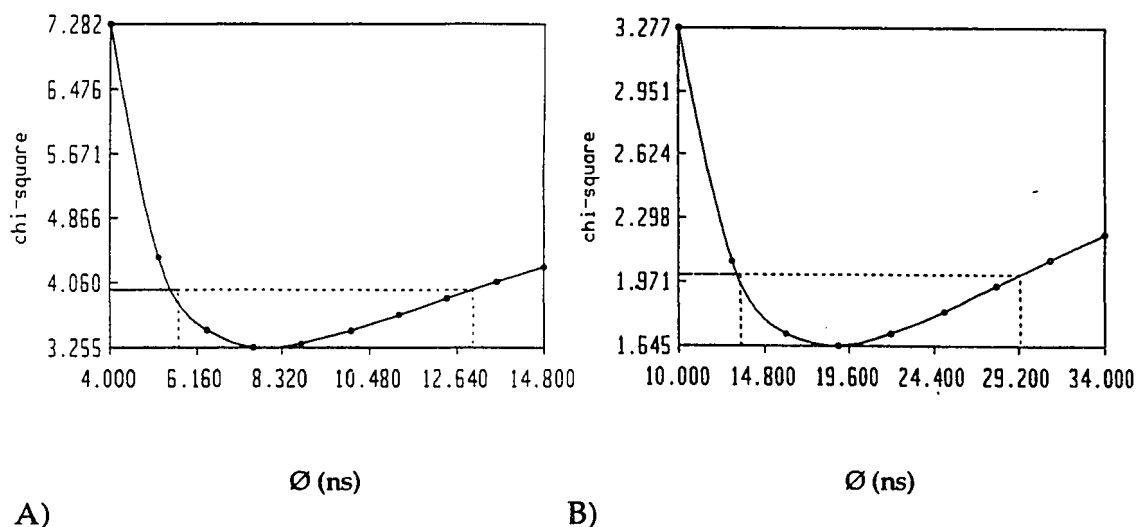 7.282
6.476
5.671
4.866
4.060
3.255
chi-square
4.000 6.160 8.320 10.480 12.640 14.800
Ø (ns)
A)
3.277
2.951
2.624
2.298
1.971
1.645
chi-square
10.000 14.800 19.600 24.400 29.200 34.000
Ø (ns)
B)